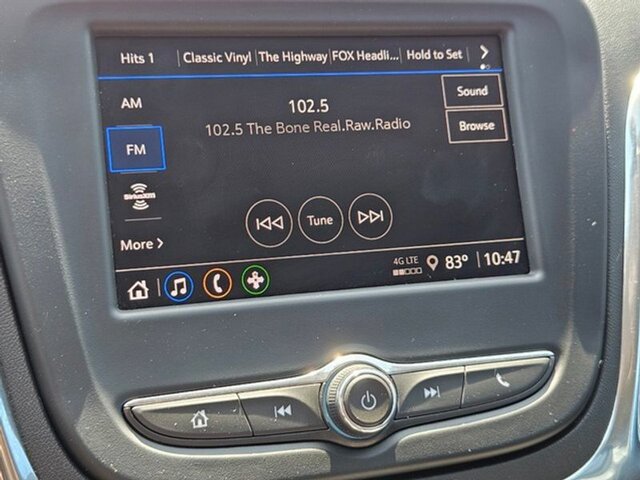 Hits 1 Classic Vinyl The Highway FOX Headli... Hold to Set
AM
102.5
Sound
102.5 The Bone Real.Raw.Radio
Browse
FM
SiriusXM
Tune
More
4G LTE 83° 10:47